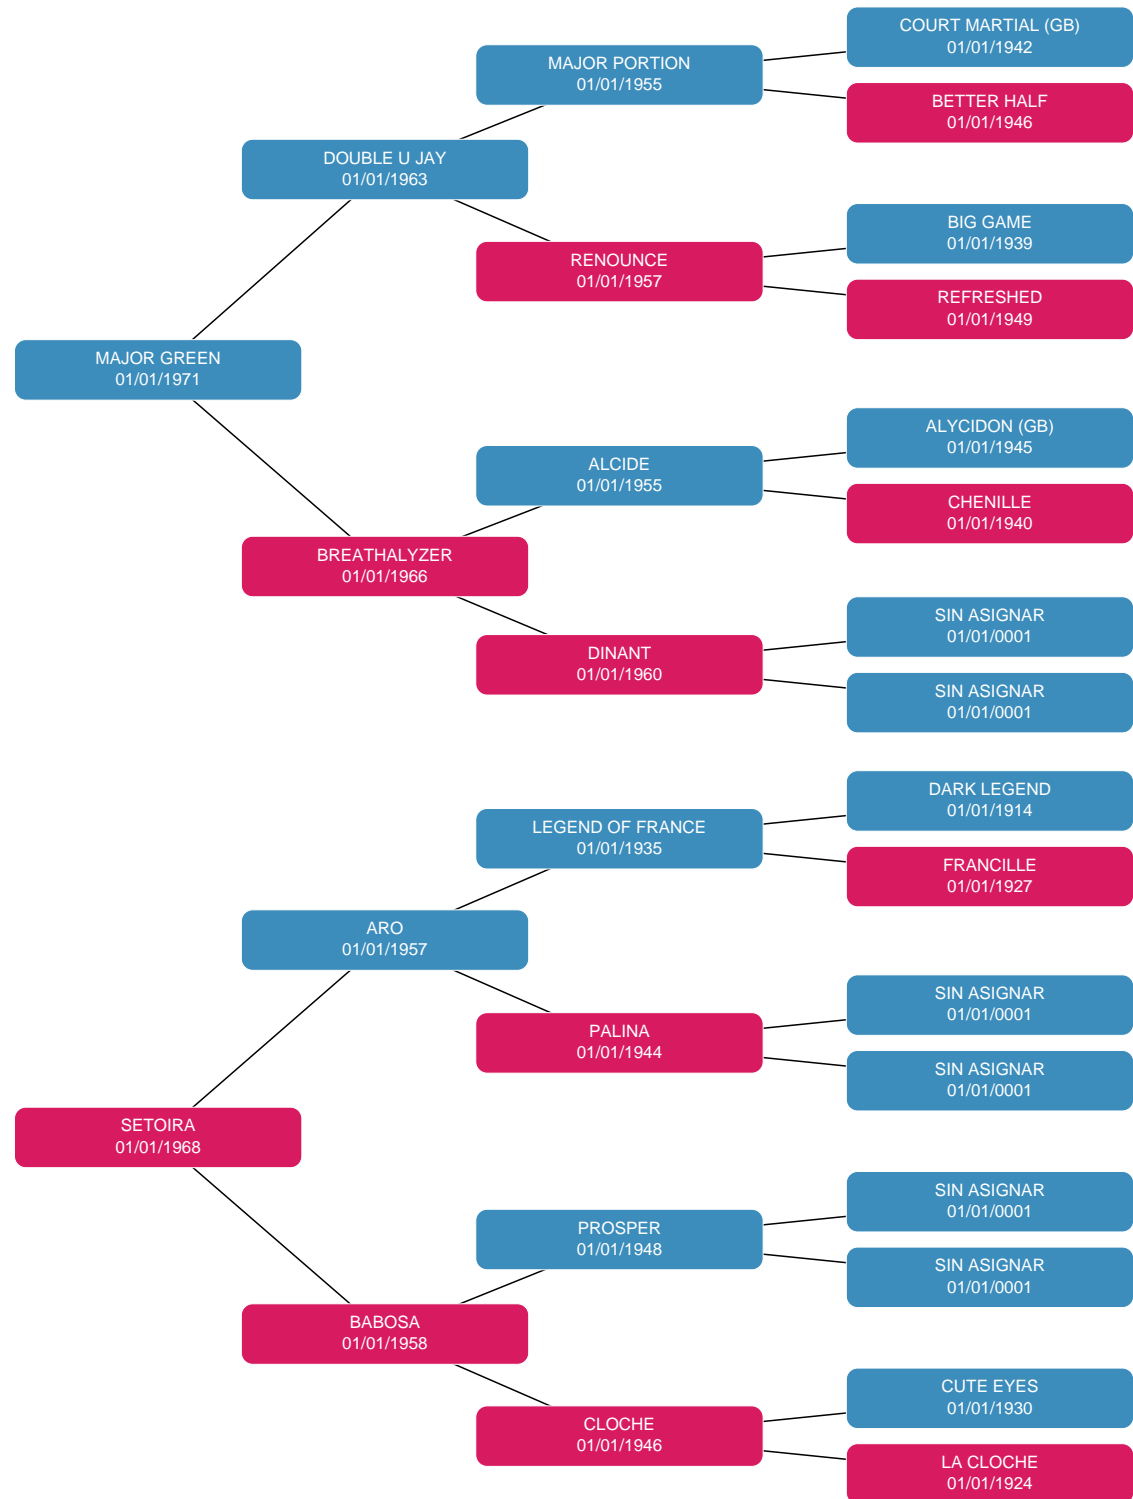 COURT MARTIAL (GB)
01/01/1942
MAJOR PORTION
01/01/1955
BETTER HALF
01/01/1946
DOUBLE U JAY
01/01/1963
BIG GAME
01/01/1939
RENOUNCE
01/01/1957
REFRESHED
01/01/1949
MAJOR GREEN
01/01/1971
ALYCIDON (GB)
01/01/1945
ALCIDE
01/01/1955
CHENILLE
01/01/1940
BREATHALYZER
01/01/1966
SIN ASIGNAR
01/01/0001
DINANT
01/01/1960
SIN ASIGNAR
01/01/0001
DARK LEGEND
01/01/1914
LEGEND OF FRANCE
01/01/1935
FRANCILLE
01/01/1927
ARO
01/01/1957
SIN ASIGNAR
01/01/0001
PALINA
01/01/1944
SIN ASIGNAR
01/01/0001
SETOIRA
01/01/1968
SIN ASIGNAR
01/01/0001
PROSPER
01/01/1948
SIN ASIGNAR
01/01/0001
BABOSA
01/01/1958
CUTE EYES
01/01/1930
CLOCHE
01/01/1946
LA CLOCHE
01/01/1924